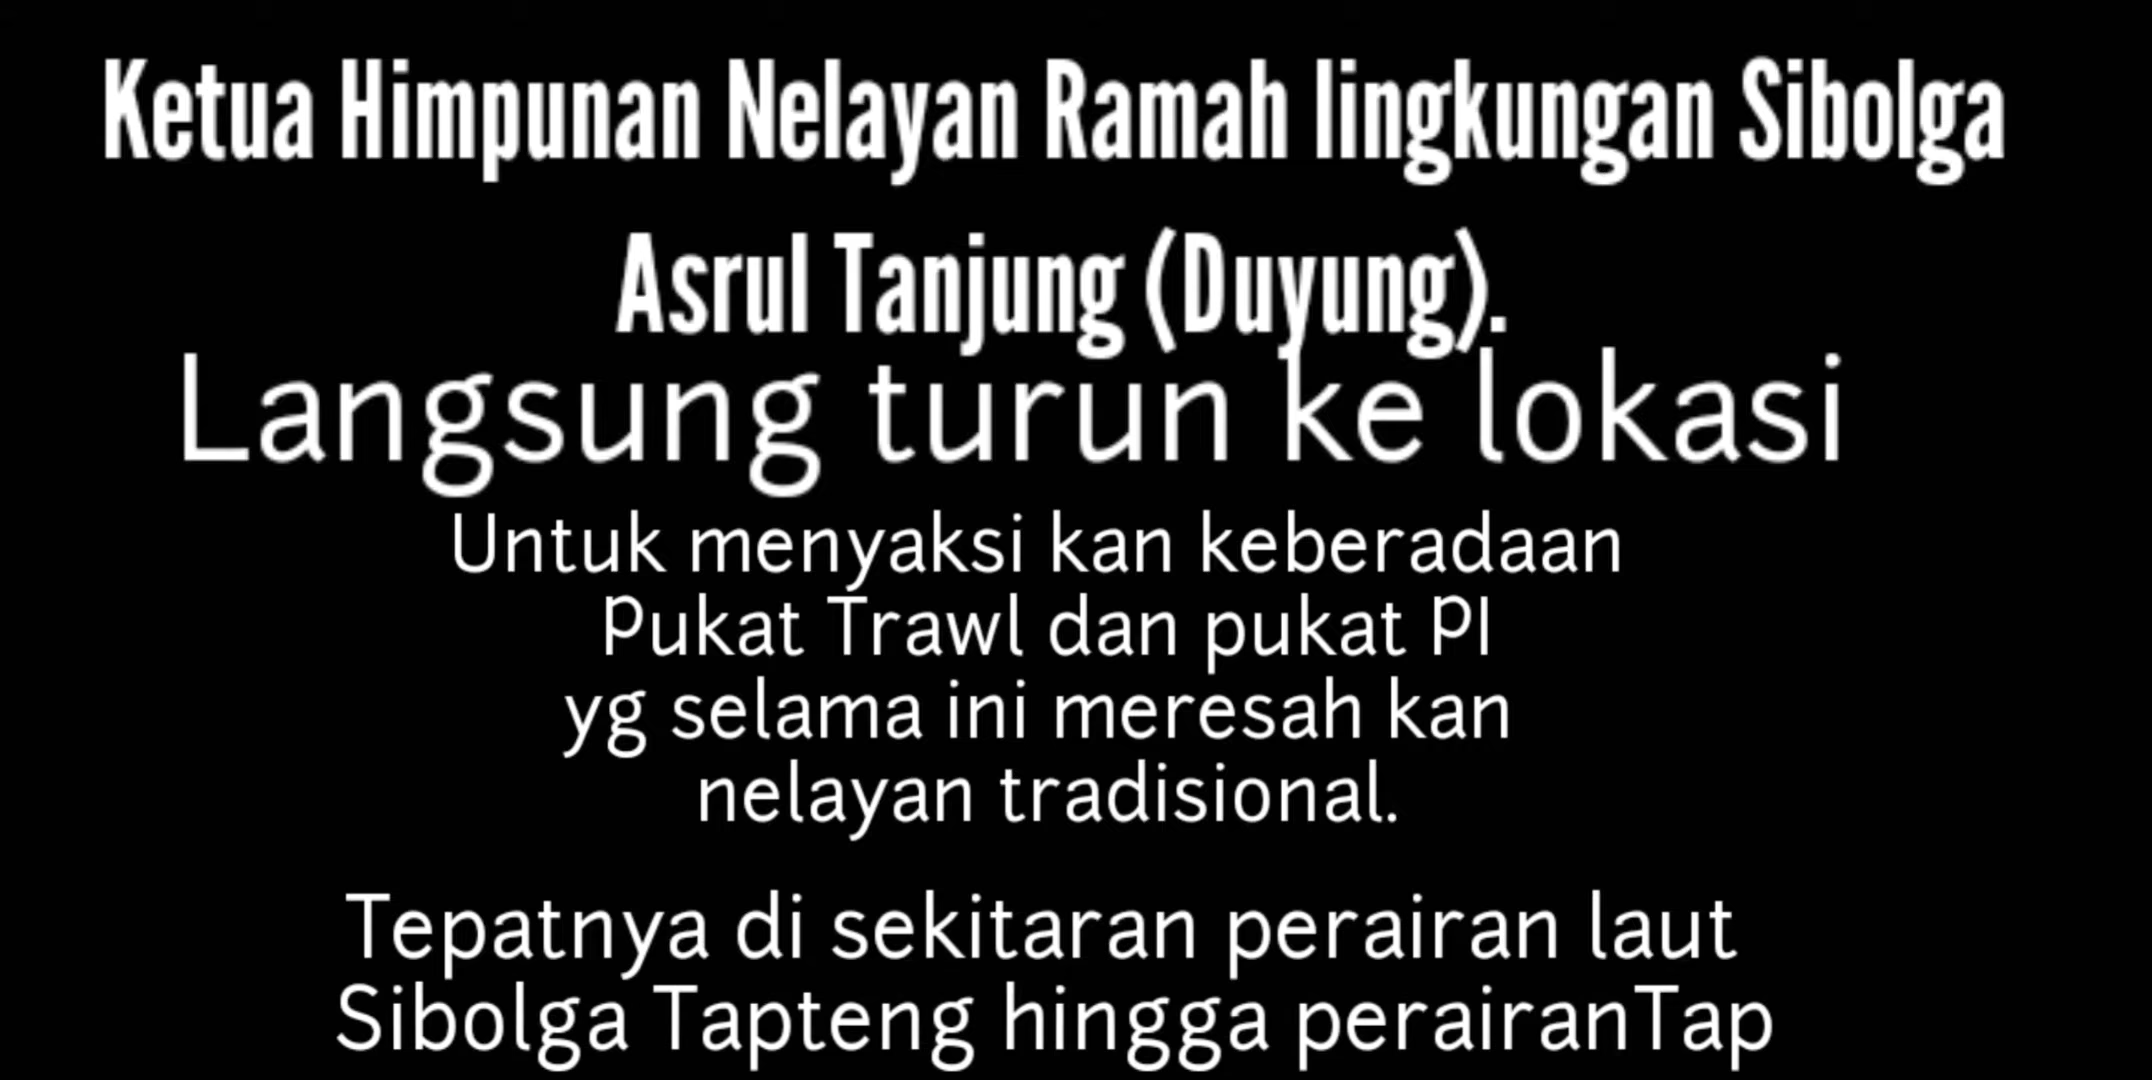 Ketua Himpunan Nelayan Ramah lingkungan Sibolga
Asrul Tanjung (Duyung).
Langsung turun ke lokasi
Untuk menyaksi kan keberadaan
Pukat Trawl dan pukat PI
yg selama ini meresah kan
nelayan tradisional.
Tepatnya di sekitaran perairan laut
Sibolga Tapteng hingga perairanTap